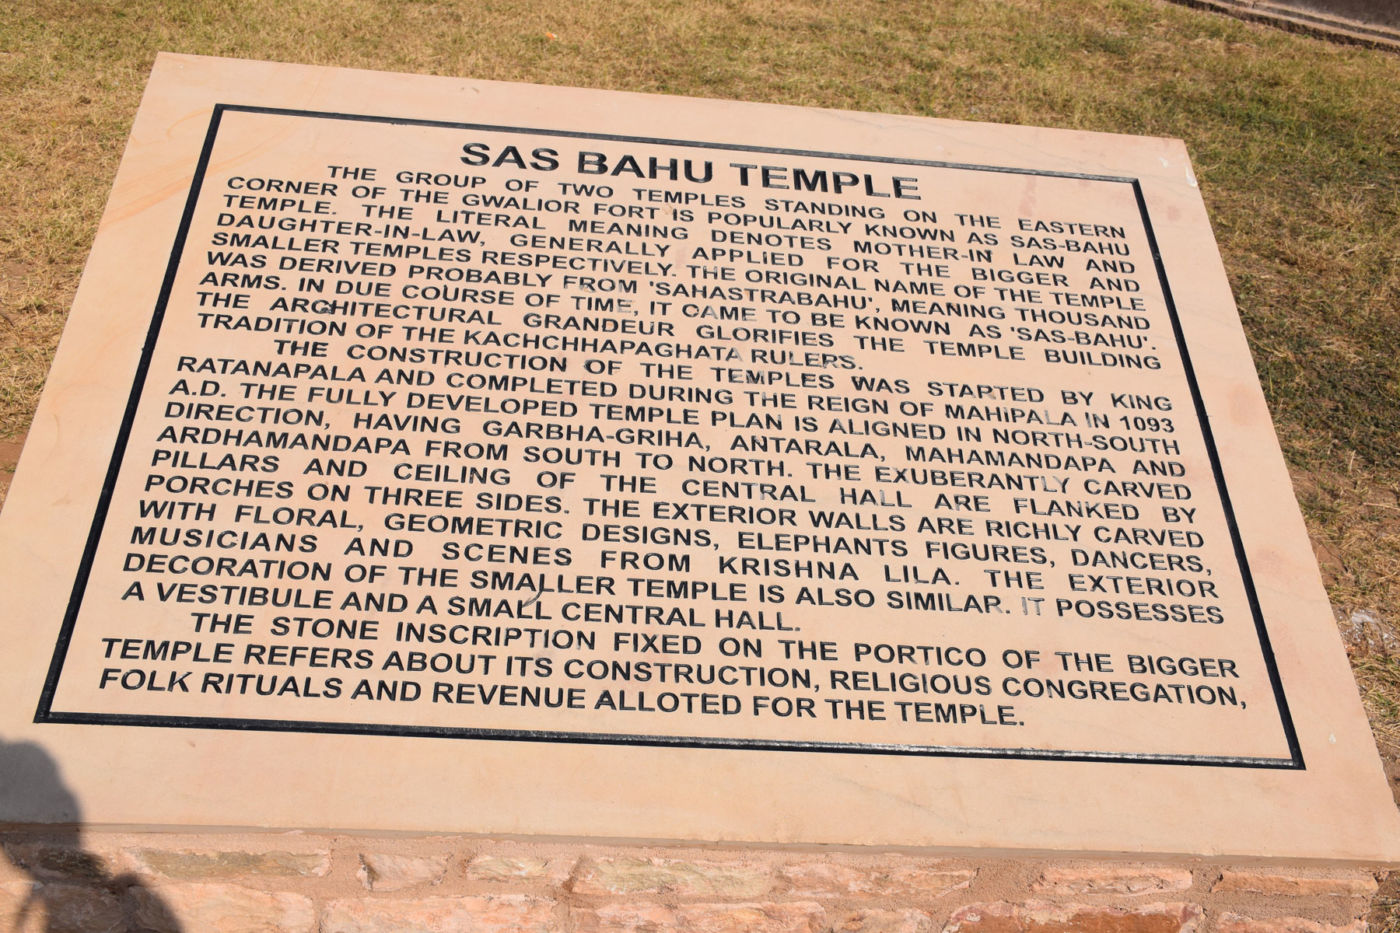 SAS BAHU TEMPLE
THE GROUP OF TWO TEMPLES STANDING ON THE EASTERN
CORNER OF THE GWALIOR FORT IS POPULARLY KNOWN AS SAS-BAHU
TEMPLE. THE LITERAL MEANING DENOTES MOTHER-IN LAW AND
DAUGHTER-IN-LAW, GENERALLY APPLIED FOR THE BIGGER AND
SMALLER TEMPLES RESPECTIVELY. THE ORIGINAL NAME OF THE TEMPLE
WAS DERIVED PROBABLY FROM 'SAHASTRABAHU', MEANING THOUSAND
ARMS. IN DUE COURSE OF TIME, IT CAME TO BE KNOWN AS 'SAS-BAHU'.
THE ARCHITECTURAL GRANDEUR GLORIFIES THE TEMPLE BUILDING
TRADITION OF THE KACHCHHAPAGHATA RULERS.
THE CONSTRUCTION OF THE TEMPLES WAS STARTED BY KING
RATANAPALA AND COMPLETED DURING THE REIGN OF MAHIPALA IN 1093
A.D. THE FULLY DEVELOPED TEMPLE PLAN IS ALIGNED IN NORTH-SOUTH
DIRECTION, HAVING GARBHA-GRIHA, ANTARALA, MAHAMANDAPA AND
ARDHAMANDAPA FROM SOUTH TO NORTH. THE EXUBERANTLY CARVED
PILLARS AND CEILING OF THE CENTRAL HALL ARE FLANKED BY
PORCHES ON THREE SIDES. THE EXTERIOR WALLS ARE RICHLY CARVED
WITH FLORAL, GEOMETRIC DESIGNS, ELEPHANTS FIGURES, DANCERS,
MUSICIANS AND SCENES FROM KRISHNA LILA. THE EXTERIOR
DECORATION OF THE SMALLER TEMPLE IS ALSO SIMILAR. IT POSSESSES
A VESTIBULE AND A SMALL CENTRAL HALL.
THE STONE INSCRIPTION FIXED ON THE PORTICO OF THE BIGGER
TEMPLE REFERS ABOUT ITS CONSTRUCTION, RELIGIOUS CONGREGATION,
FOLK RITUALS AND REVENUE ALLOTED FOR THE TEMPLE.